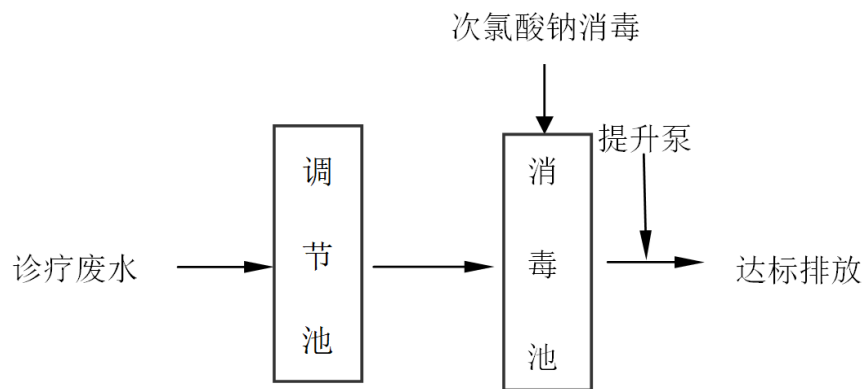 次氯酸钠消毒
提升泵
调节池
消毒池
诊疗废水
达标排放